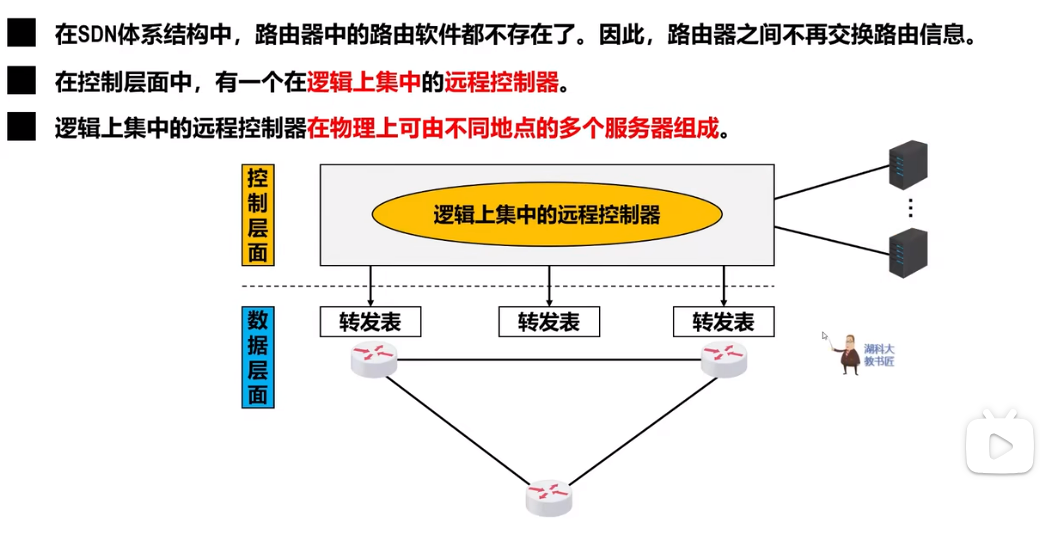 在SDN体系结构中，路由器中的路由软件都不存在了。因此，路由器之间不再交换路由信息。
在控制层面中，有一个在逻辑上集中的远程控制器。
逻辑上集中的远程控制器在物理上可由不同地点的多个服务器组成。
控制层面
逻辑上集中的远程控制器
数据层面
转发表
转发表
转发表
湖科大
教书匠